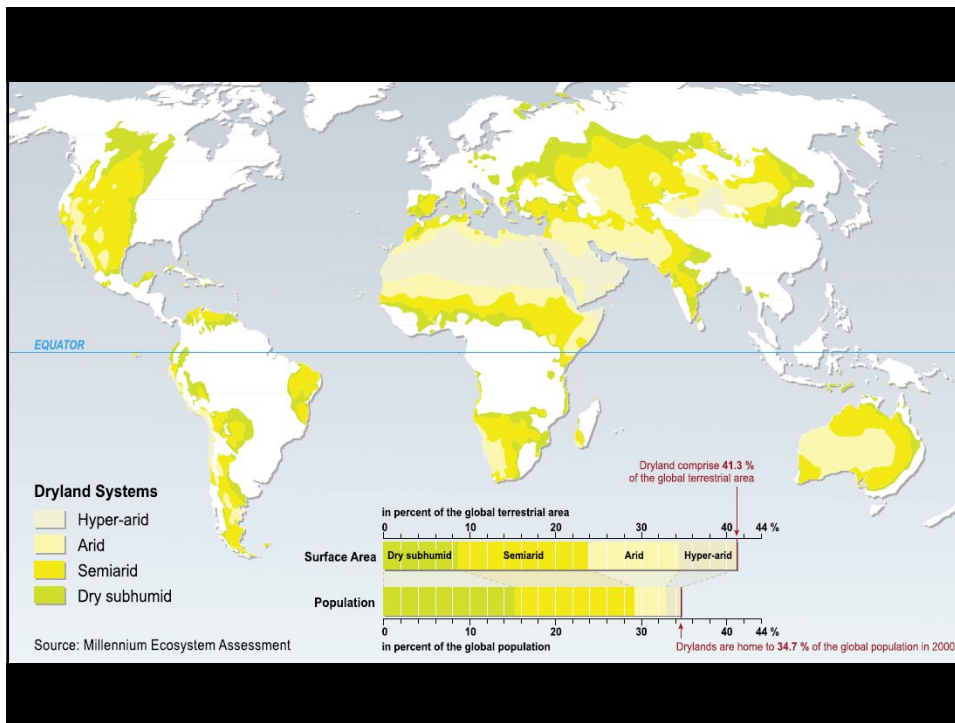 EQUATOR
Dryland Systems
Hyper-arid
Arid
Semiarid
Dry subhumid
Source: Millennium Ecosystem Assessment
Dryland comprise 41.3 %
of the global terrestrial area
in percent of the global terrestrial area
0 10 20 30 40 44 %
Surface Area
Dry subhumid Semiarid Arid Hyper-arid
Population
0 10 20 30 40 44 %
in percent of the global population
Drylands are home to 34.7 % of the global population in 2000